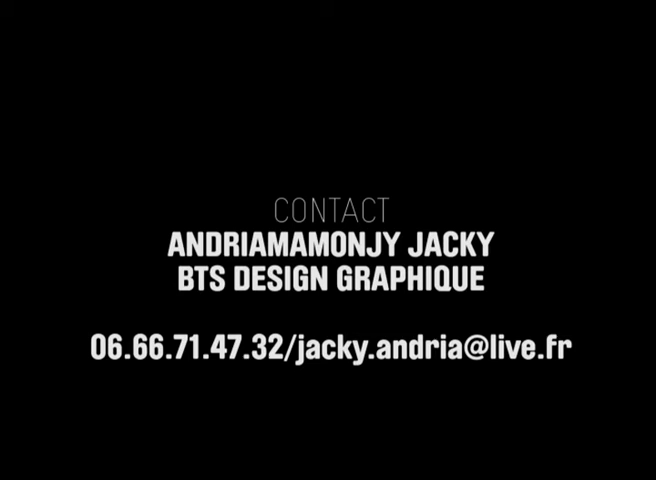 CONTACT
ANDRIAMAMONJY JACKY
BTS DESIGN GRAPHIQUE
06.66.71.47.32/jacky.andria@live.fr